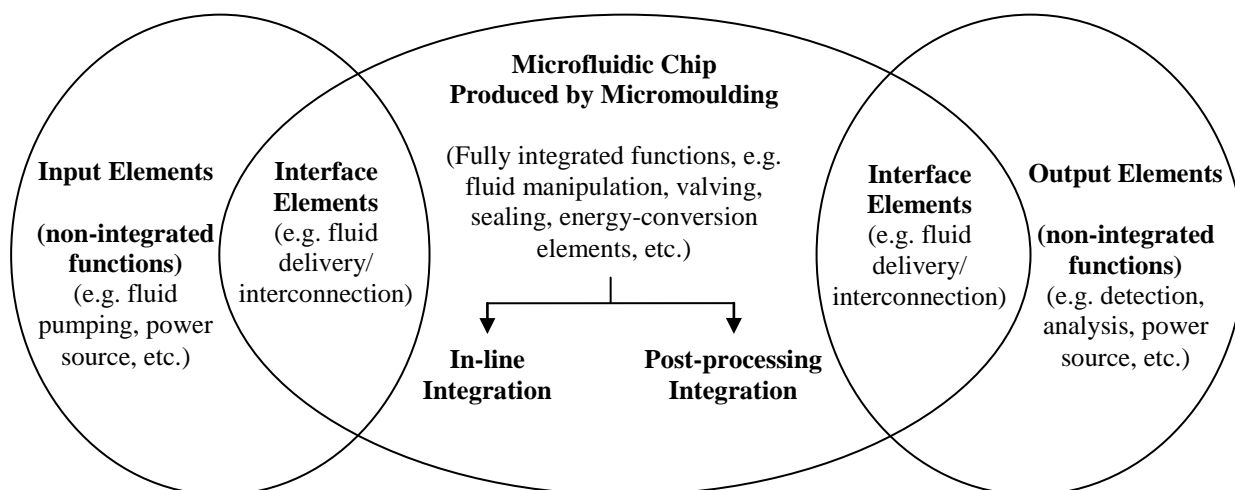 Microfluidic Chip
Produced by Micromoulding
(Fully integrated functions, e.g.
fluid manipulation, valving,
sealing, energy-conversion
elements, etc.)
Input Elements
(non-integrated
functions)
(e.g. fluid
pumping, power
source, etc.)
Interface
Elements
(e.g. fluid
delivery/
interconnection)
In-line
Integration
Post-processing
Integration
Interface
Elements
(e.g. fluid
delivery/
interconnection)
Output Elements
(non-integrated
functions)
(e.g. detection,
analysis, power
source, etc.)